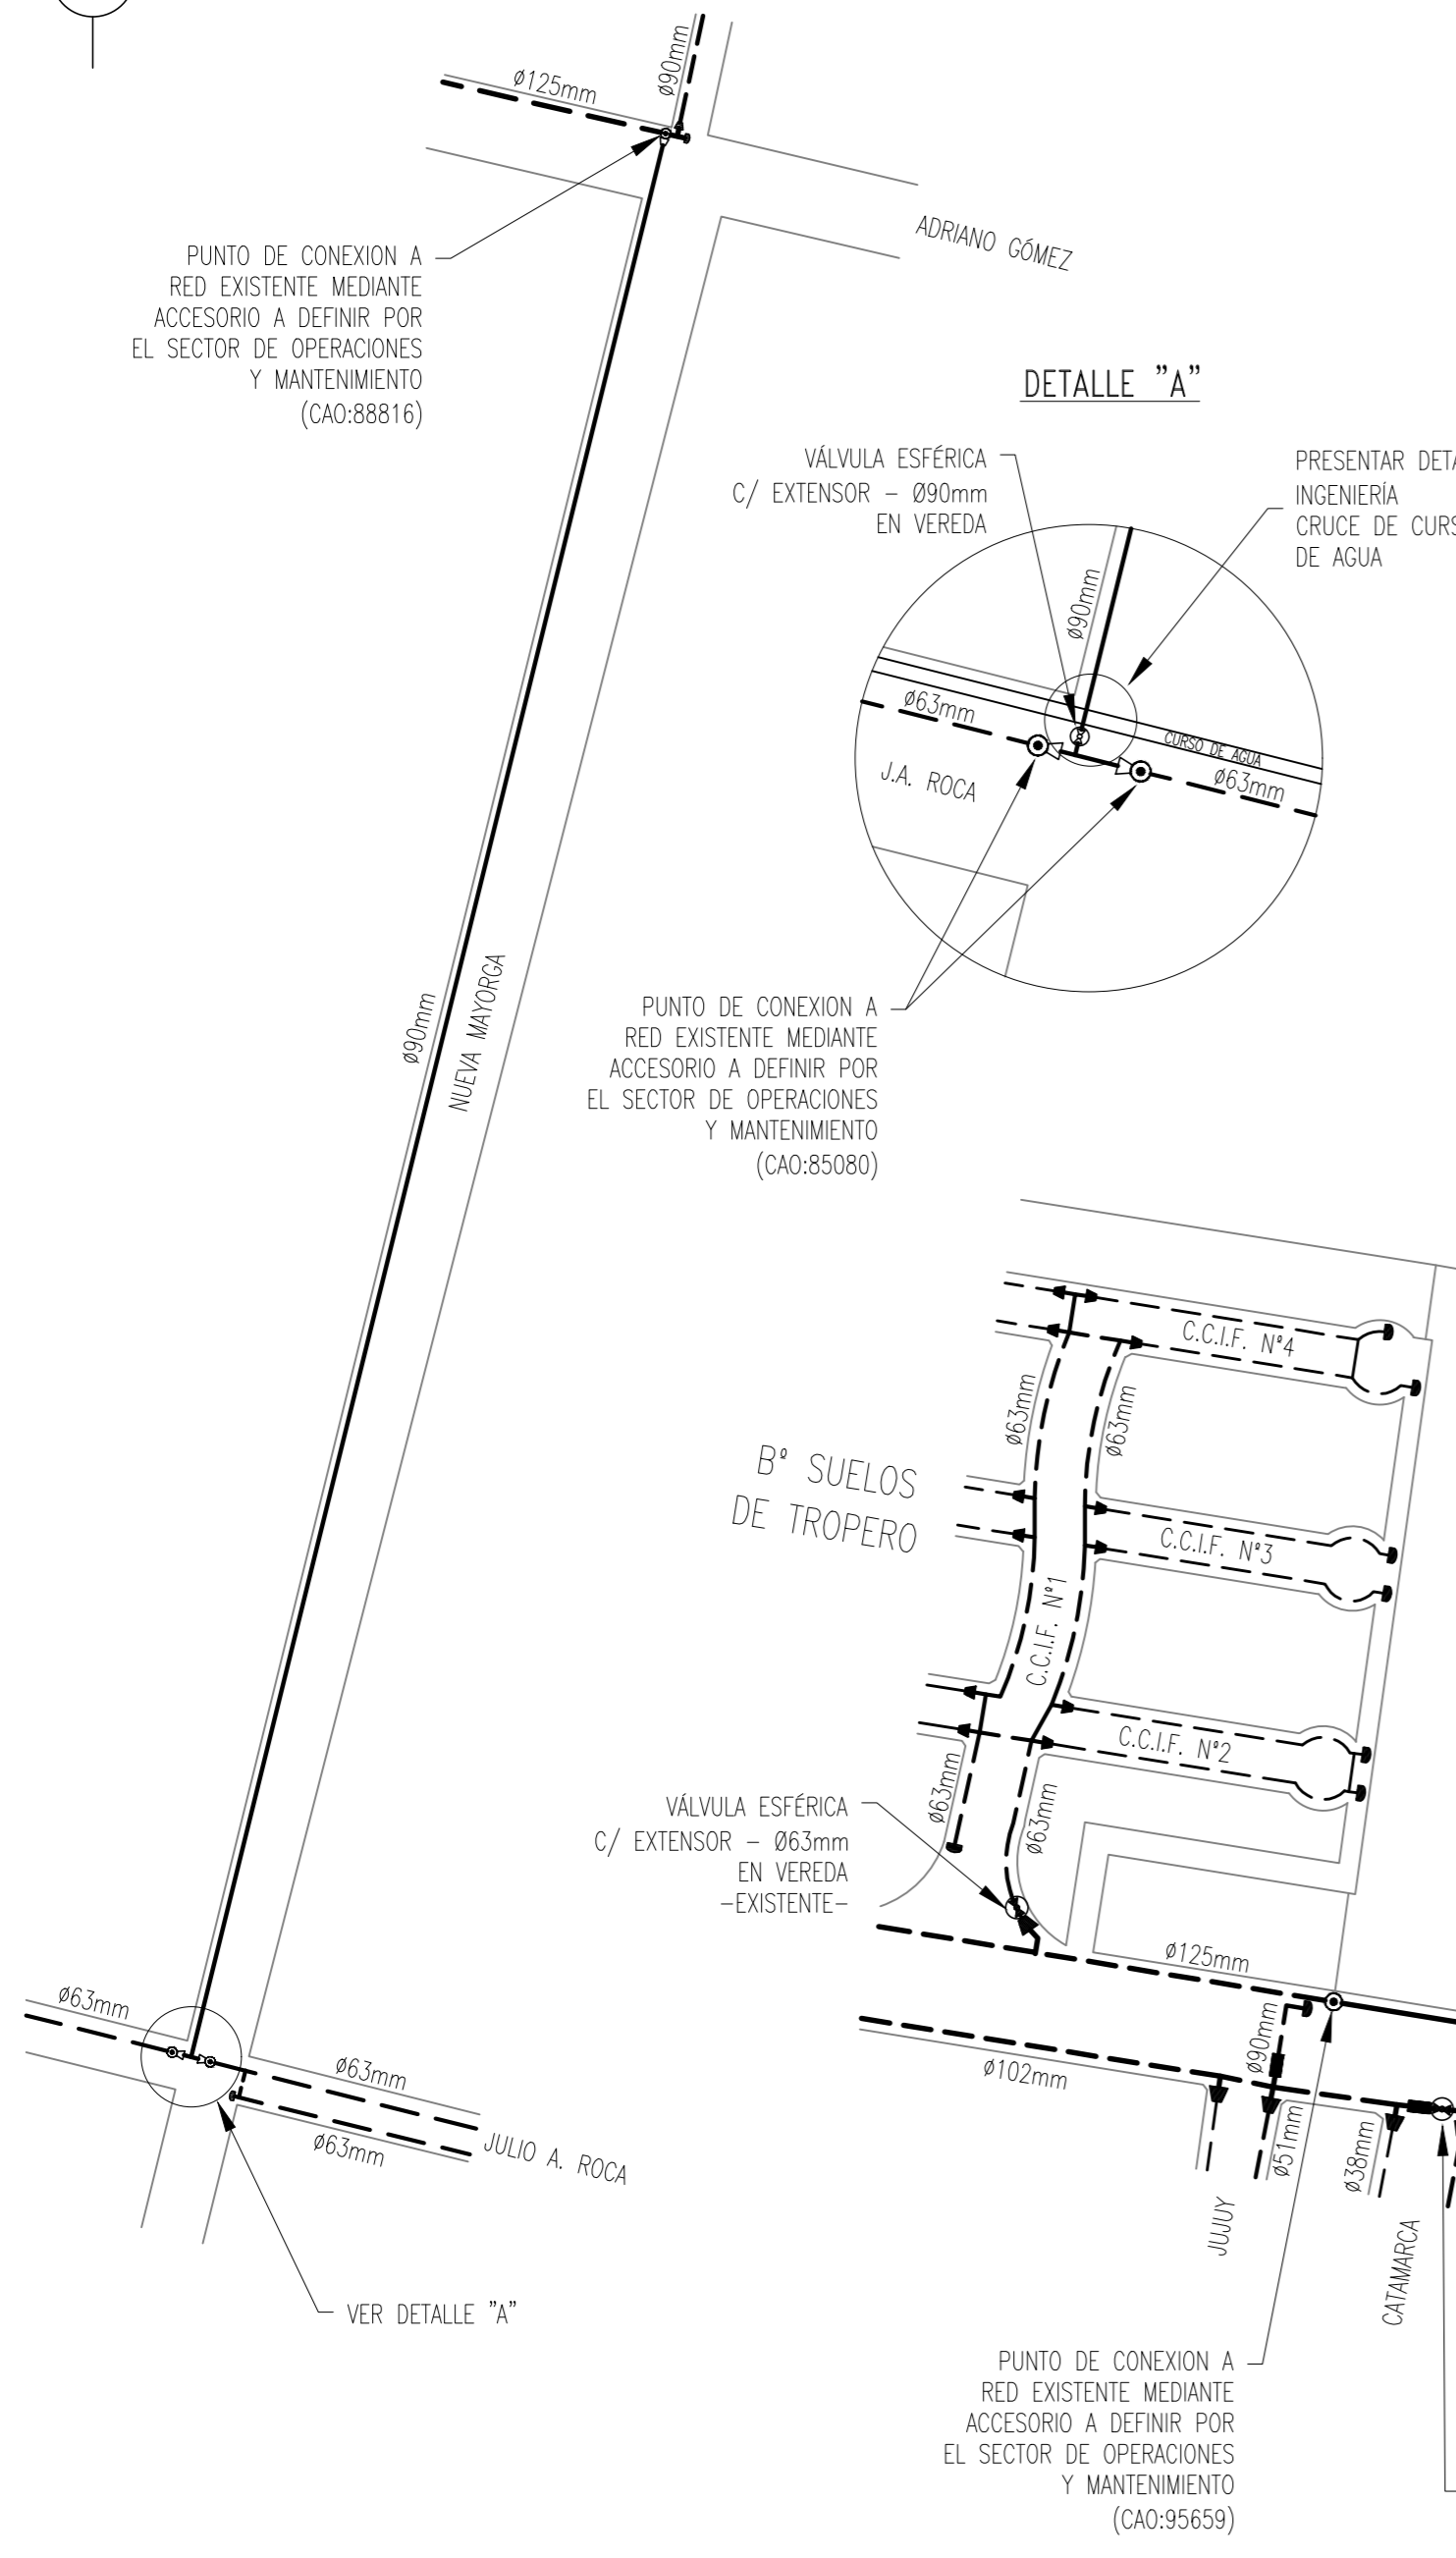 ø125mm
ø90mm
ADRIANO GÓMEZ
PUNTO DE CONEXION A
RED EXISTENTE MEDIANTE
ACCESORIO A DEFINIR POR
EL SECTOR DE OPERACIONES
Y MANTENIMIENTO
(CAO:88816)
DETALLE "A"
VÁLVULA ESFÉRICA
C/ EXTENSOR - Ø90mm
EN VEREDA
PRESENTAR DETA
INGENIERÍA
CRUCE DE CURS
DE AGUA
ø90mm
ø63mm
CURSO DE AGUA
J.A. ROCA
ø63mm
PUNTO DE CONEXION A
RED EXISTENTE MEDIANTE
ACCESORIO A DEFINIR POR
EL SECTOR DE OPERACIONES
Y MANTENIMIENTO
(CAO:85080)
ø90mm
NUEVA MAYORGA
C.C.I.F. Nº4
ø63mm
ø63mm
Bº SUELOS
DE TROPERO
C.C.I.F. Nº3
C.C.I.F. Nº1
C.C.I.F. Nº2
ø63mm
ø63mm
VÁLVULA ESFÉRICA
C/ EXTENSOR - Ø63mm
EN VEREDA
-EXISTENTE-
ø125mm
ø90mm
ø102mm
ø51mm
ø38mm
JUJUY
CATAMARCA
ø63mm
ø63mm
ø63mm
JULIO A. ROCA
VER DETALLE "A"
PUNTO DE CONEXION A
RED EXISTENTE MEDIANTE
ACCESORIO A DEFINIR POR
EL SECTOR DE OPERACIONES
Y MANTENIMIENTO
(CAO:95659)